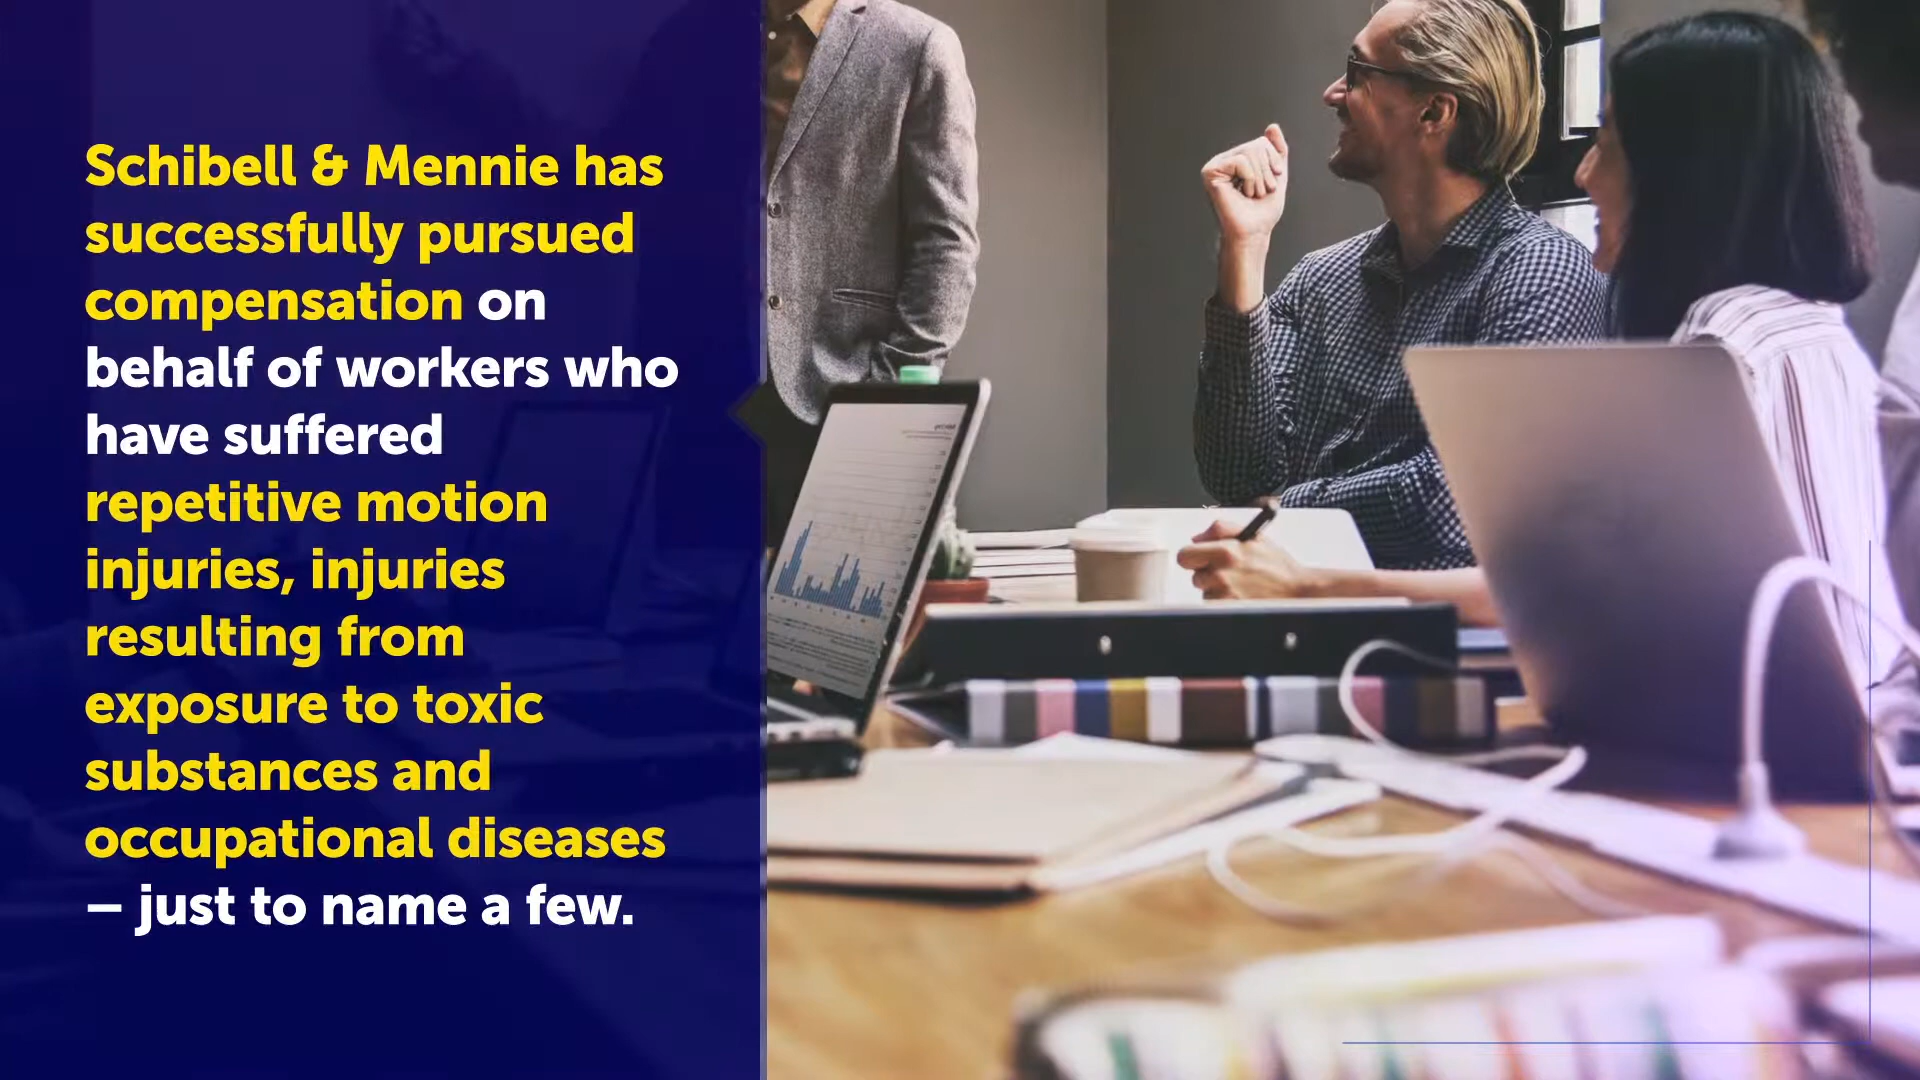 Schibell & Mennie has
successfully pursued
compensation on
behalf of workers who
have suffered
repetitive motion
injuries, injuries
resulting from
exposure to toxic
substances and
occupational diseases
– just to name a few.